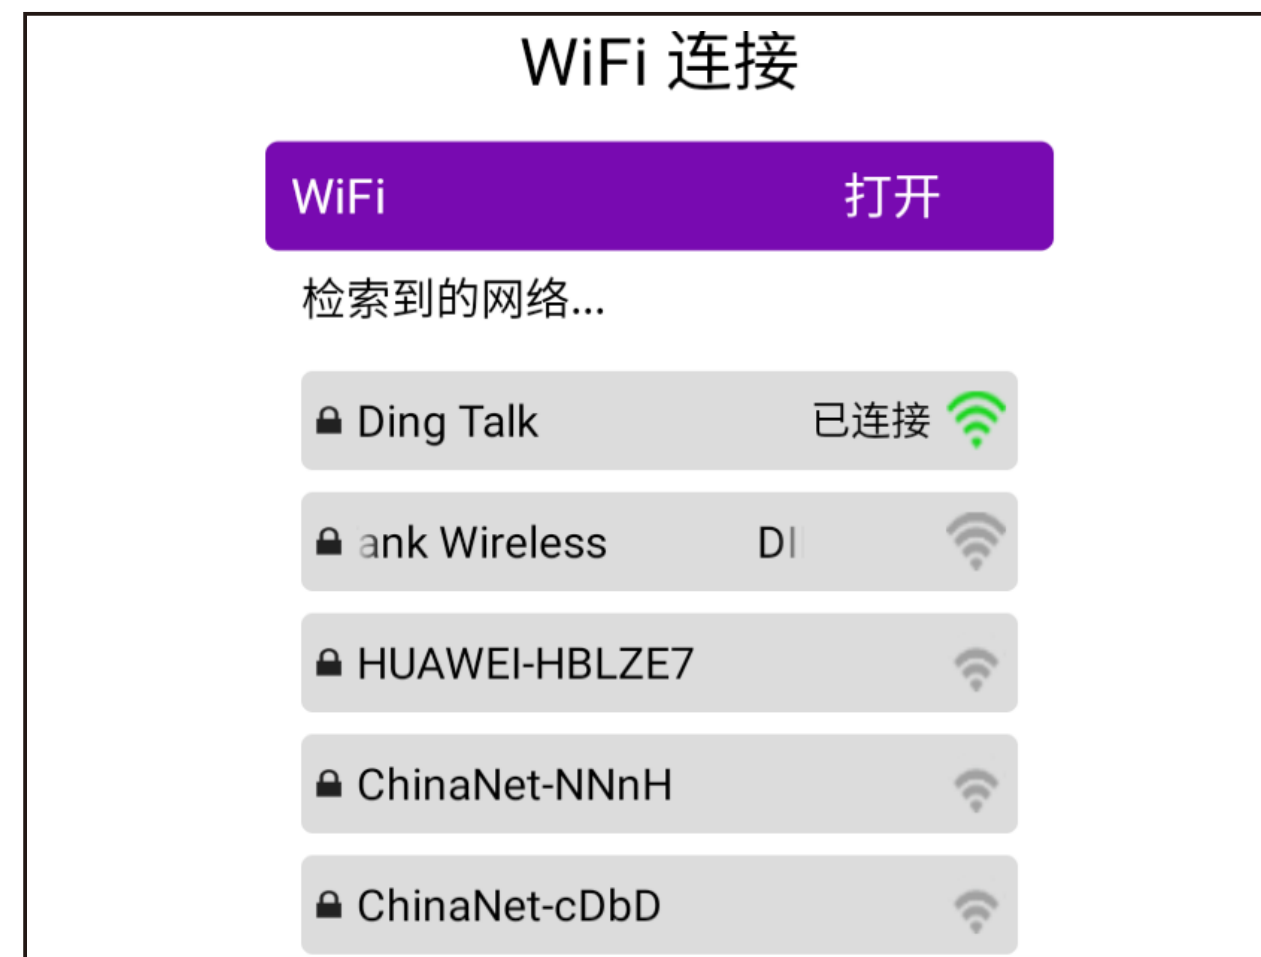 WiFi 连接
WiFi 打开
检索到的网络...
Ding Talk 已连接
ank Wireless
HUAWEI-HBLZE7
ChinaNet-NNnH
ChinaNet-cDbD